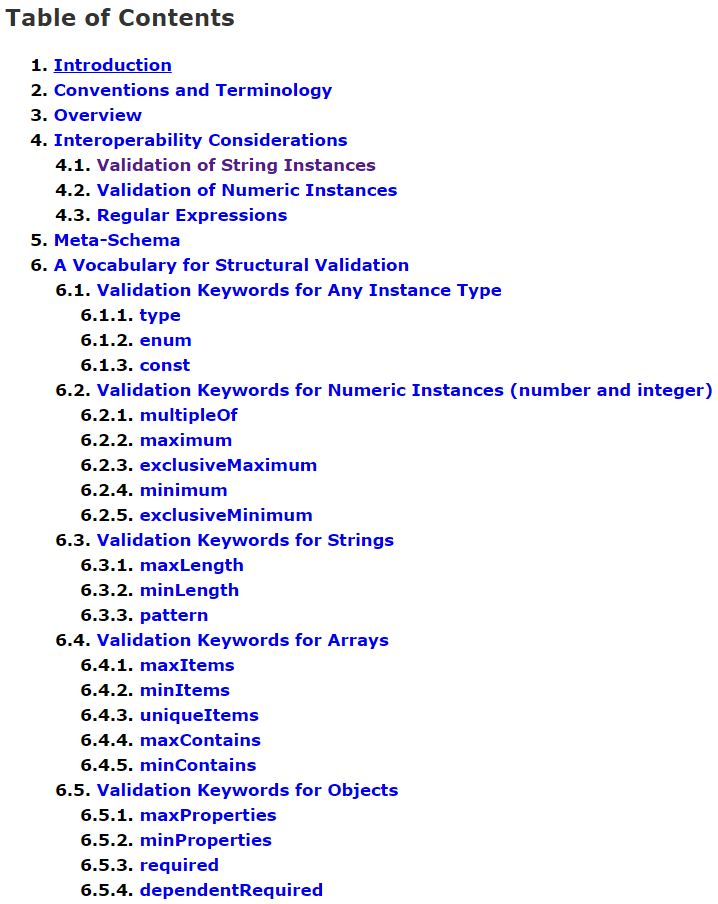 Table of Contents
1. Introduction
2. Conventions and Terminology
3. Overview
4. Interoperability Considerations
4.1. Validation of String Instances
4.2. Validation of Numeric Instances
4.3. Regular Expressions
5. Meta-Schema
6. A Vocabulary for Structural Validation
6.1. Validation Keywords for Any Instance Type
6.1.1. type
6.1.2. enum
6.1.3. const
6.2. Validation Keywords for Numeric Instances (number and integer)
6.2.1. multipleOf
6.2.2. maximum
6.2.3. exclusiveMaximum
6.2.4. minimum
6.2.5. exclusiveMinimum
6.3. Validation Keywords for Strings
6.3.1. maxLength
6.3.2. minLength
6.3.3. pattern
6.4. Validation Keywords for Arrays
6.4.1. maxItems
6.4.2. minItems
6.4.3. uniqueItems
6.4.4. maxContains
6.4.5. minContains
6.5. Validation Keywords for Objects
6.5.1. maxProperties
6.5.2. minProperties
6.5.3. required
6.5.4. dependentRequired